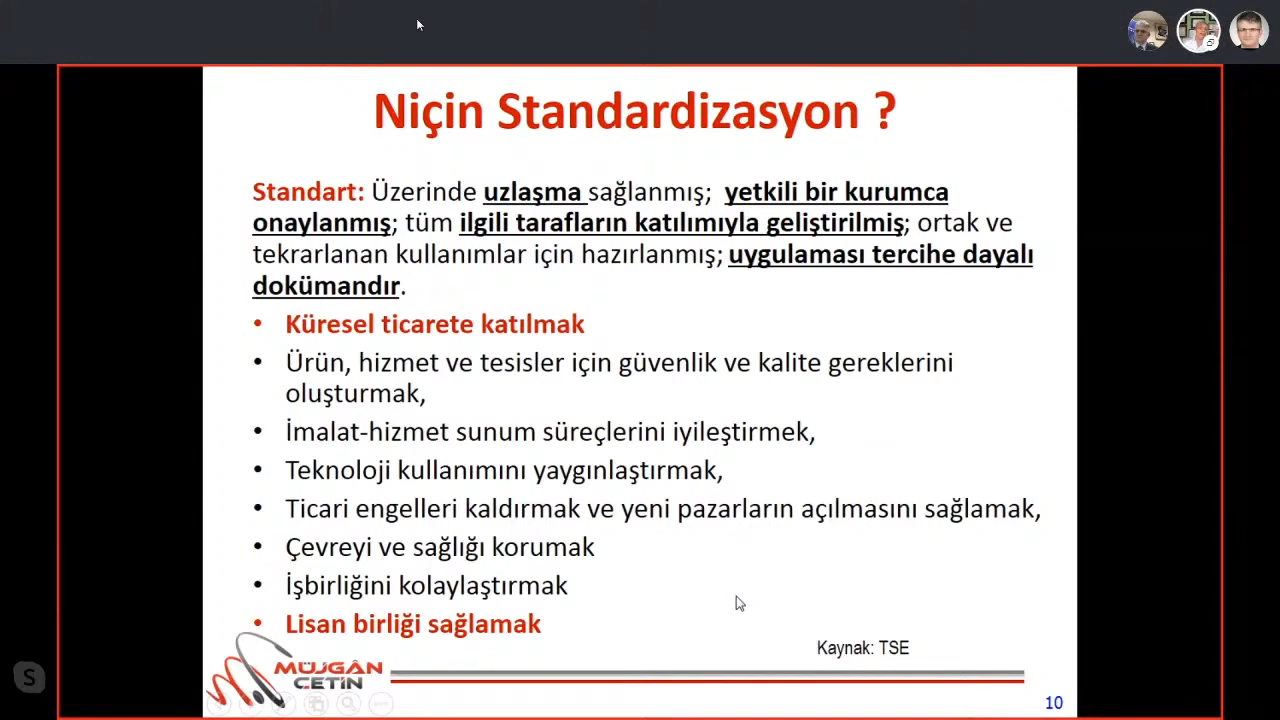 Niçin Standardizasyon ?
Standart: Üzerinde uzlaşma sağlanmış; yetkili bir kurumca
onaylanmış; tüm ilgili tarafların katılımıyla geliştirilmiş; ortak ve
tekrarlanan kullanımlar için hazırlanmış; uygulaması tercihe dayalı
dokümandır.
• Küresel ticarete katılmak
• Ürün, hizmet ve tesisler için güvenlik ve kalite gereklerini
oluşturmak,
• İmalat-hizmet sunum süreçlerini iyileştirmek,
• Teknoloji kullanımını yaygınlaştırmak,
• Ticari engelleri kaldırmak ve yeni pazarların açılmasını sağlamak,
• Çevreyi ve sağlığı korumak
• İşbirliğini kolaylaştırmak
• Lisan birliği sağlamak
Kaynak: TSE
MÜJGÂN
ÇETİN
S
10